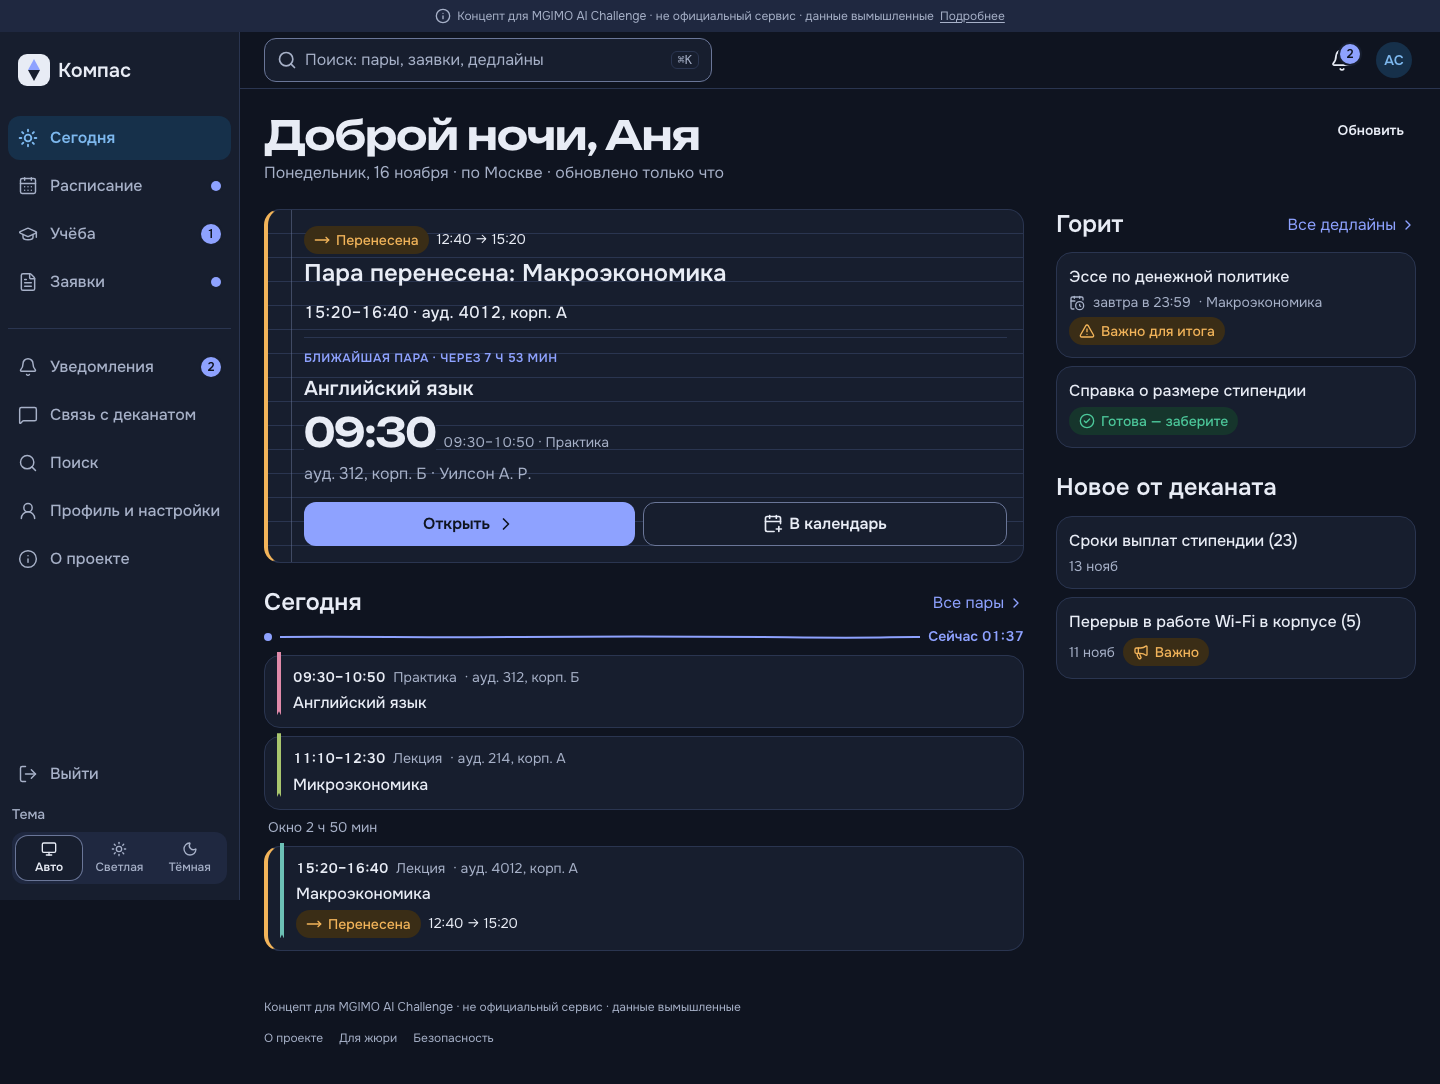 Концепт для MGIMO AI Challenge · не официальный сервис · данные вымышленные Подробнее
Компас
Поиск: пары, заявки, дедлайны
⌘K
2
АС
Сегодня
Расписание
Учёба 1
Заявки
Уведомления 2
Связь с деканатом
Поиск
Профиль и настройки
О проекте
Выйти
Тема
Авто
Светлая
Тёмная
Доброй ночи, Аня
Обновить
Понедельник, 16 ноября · по Москве · обновлено только что
Перенесена 12:40 → 15:20
Пара перенесена: Макроэкономика
15:20–16:40 · ауд. 4012, корп. А
БЛИЖАЙШАЯ ПАРА · ЧЕРЕЗ 7 Ч 53 МИН
Английский язык
09:30 09:30–10:50 · Практика
ауд. 312, корп. Б · Уилсон А. Р.
Открыть
В календарь
Сегодня
Все пары
Сейчас 01:37
09:30–10:50 Практика · ауд. 312, корп. Б
Английский язык
11:10–12:30 Лекция · ауд. 214, корп. А
Микроэкономика
Окно 2 ч 50 мин
15:20–16:40 Лекция · ауд. 4012, корп. А
Макроэкономика
Перенесена 12:40 → 15:20
Горит
Все дедлайны
Эссе по денежной политике
завтра в 23:59 · Макроэкономика
Важно для итога
Справка о размере стипендии
Готова — заберите
Новое от деканата
Сроки выплат стипендии (23)
13 нояб
Перерыв в работе Wi-Fi в корпусе (5)
11 нояб Важно
Концепт для MGIMO AI Challenge · не официальный сервис · данные вымышленные
О проекте Для жюри Безопасность